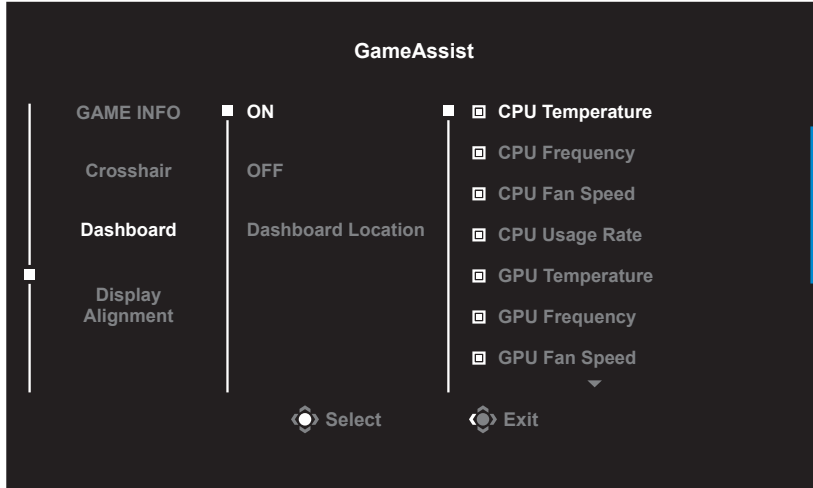 GameAssist
GAME INFO
Crosshair
Dashboard
Display
Alignment
ON
OFF
Dashboard Location
CPU Temperature
CPU Frequency
CPU Fan Speed
CPU Usage Rate
GPU Temperature
GPU Frequency
GPU Fan Speed
Select
Exit